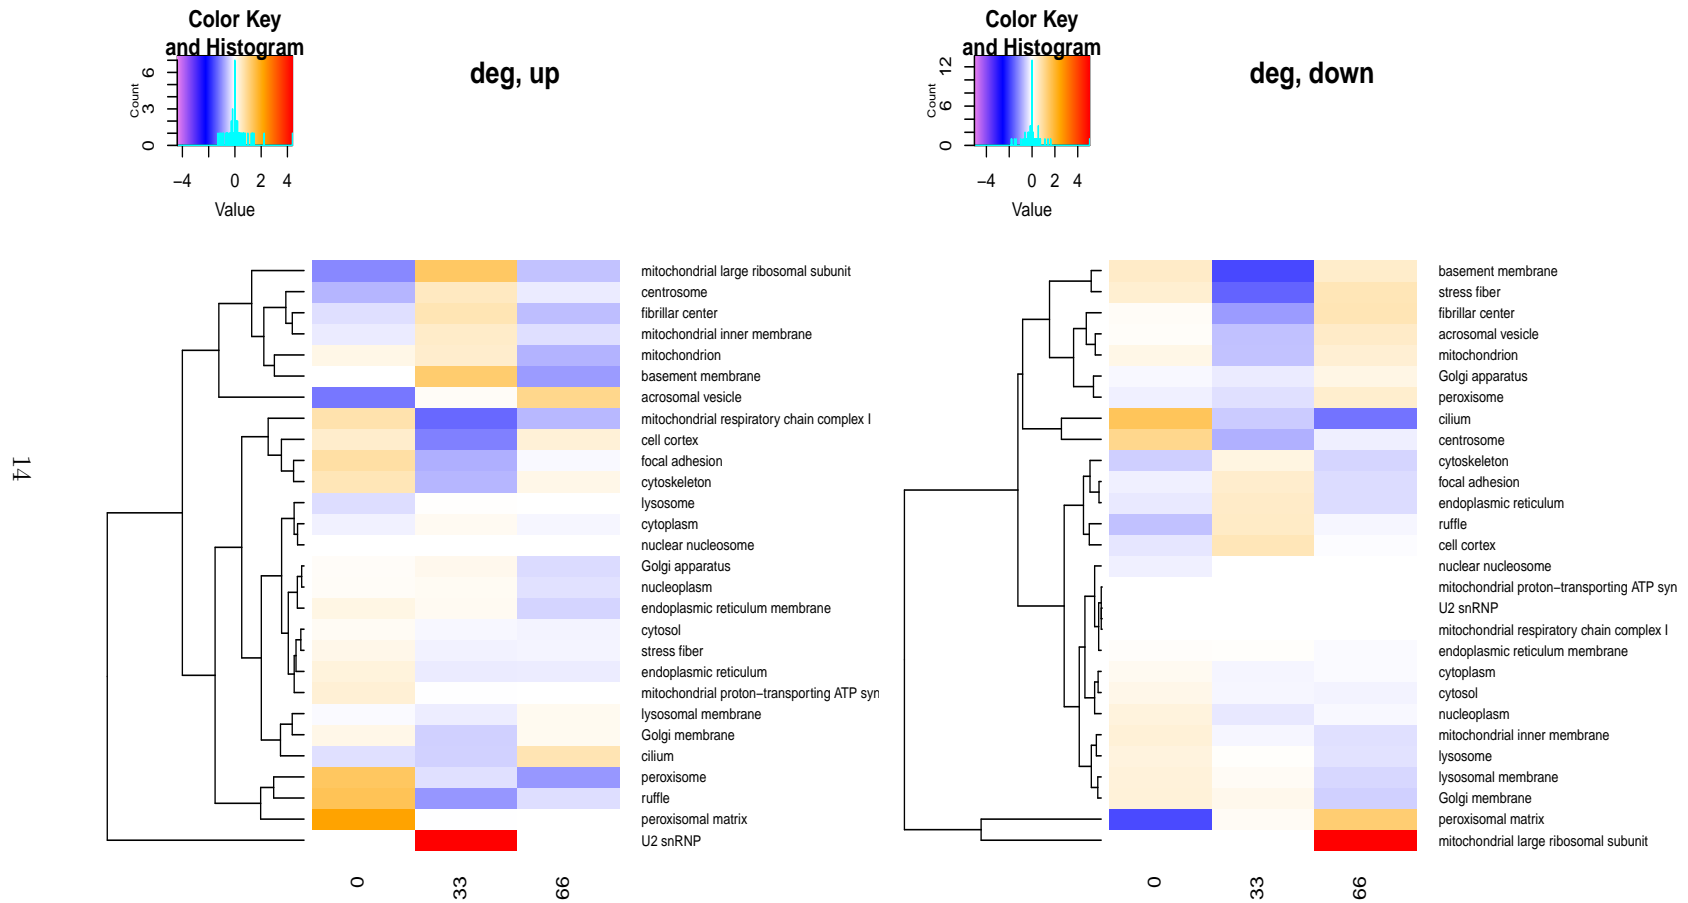 Color Key
and Histogram
Count
0
3
6
−4
0
2
4
Value
deg, up
mitochondrial large ribosomal subunit
centrosome
fibrillar center
mitochondrial inner membrane
mitochondrion
basement membrane
acrosomal vesicle
mitochondrial respiratory chain complex I
cell cortex
focal adhesion
cytoskeleton
lysosome
cytoplasm
nuclear nucleosome
Golgi apparatus
nucleoplasm
endoplasmic reticulum membrane
cytosol
stress fiber
endoplasmic reticulum
mitochondrial proton−transporting ATP syn
lysosomal membrane
Golgi membrane
cilium
peroxisome
ruffle
peroxisomal matrix
U2 snRNP
0
33
66
Color Key
and Histogram
Count
0
6
12
−4
0
2
4
Value
deg, down
basement membrane
stress fiber
fibrillar center
acrosomal vesicle
mitochondrion
Golgi apparatus
peroxisome
cilium
centrosome
cytoskeleton
focal adhesion
endoplasmic reticulum
ruffle
cell cortex
nuclear nucleosome
mitochondrial proton−transporting ATP syn
U2 snRNP
mitochondrial respiratory chain complex I
endoplasmic reticulum membrane
cytoplasm
cytosol
nucleoplasm
mitochondrial inner membrane
lysosome
lysosomal membrane
Golgi membrane
peroxisomal matrix
mitochondrial large ribosomal subunit
0
33
66
14